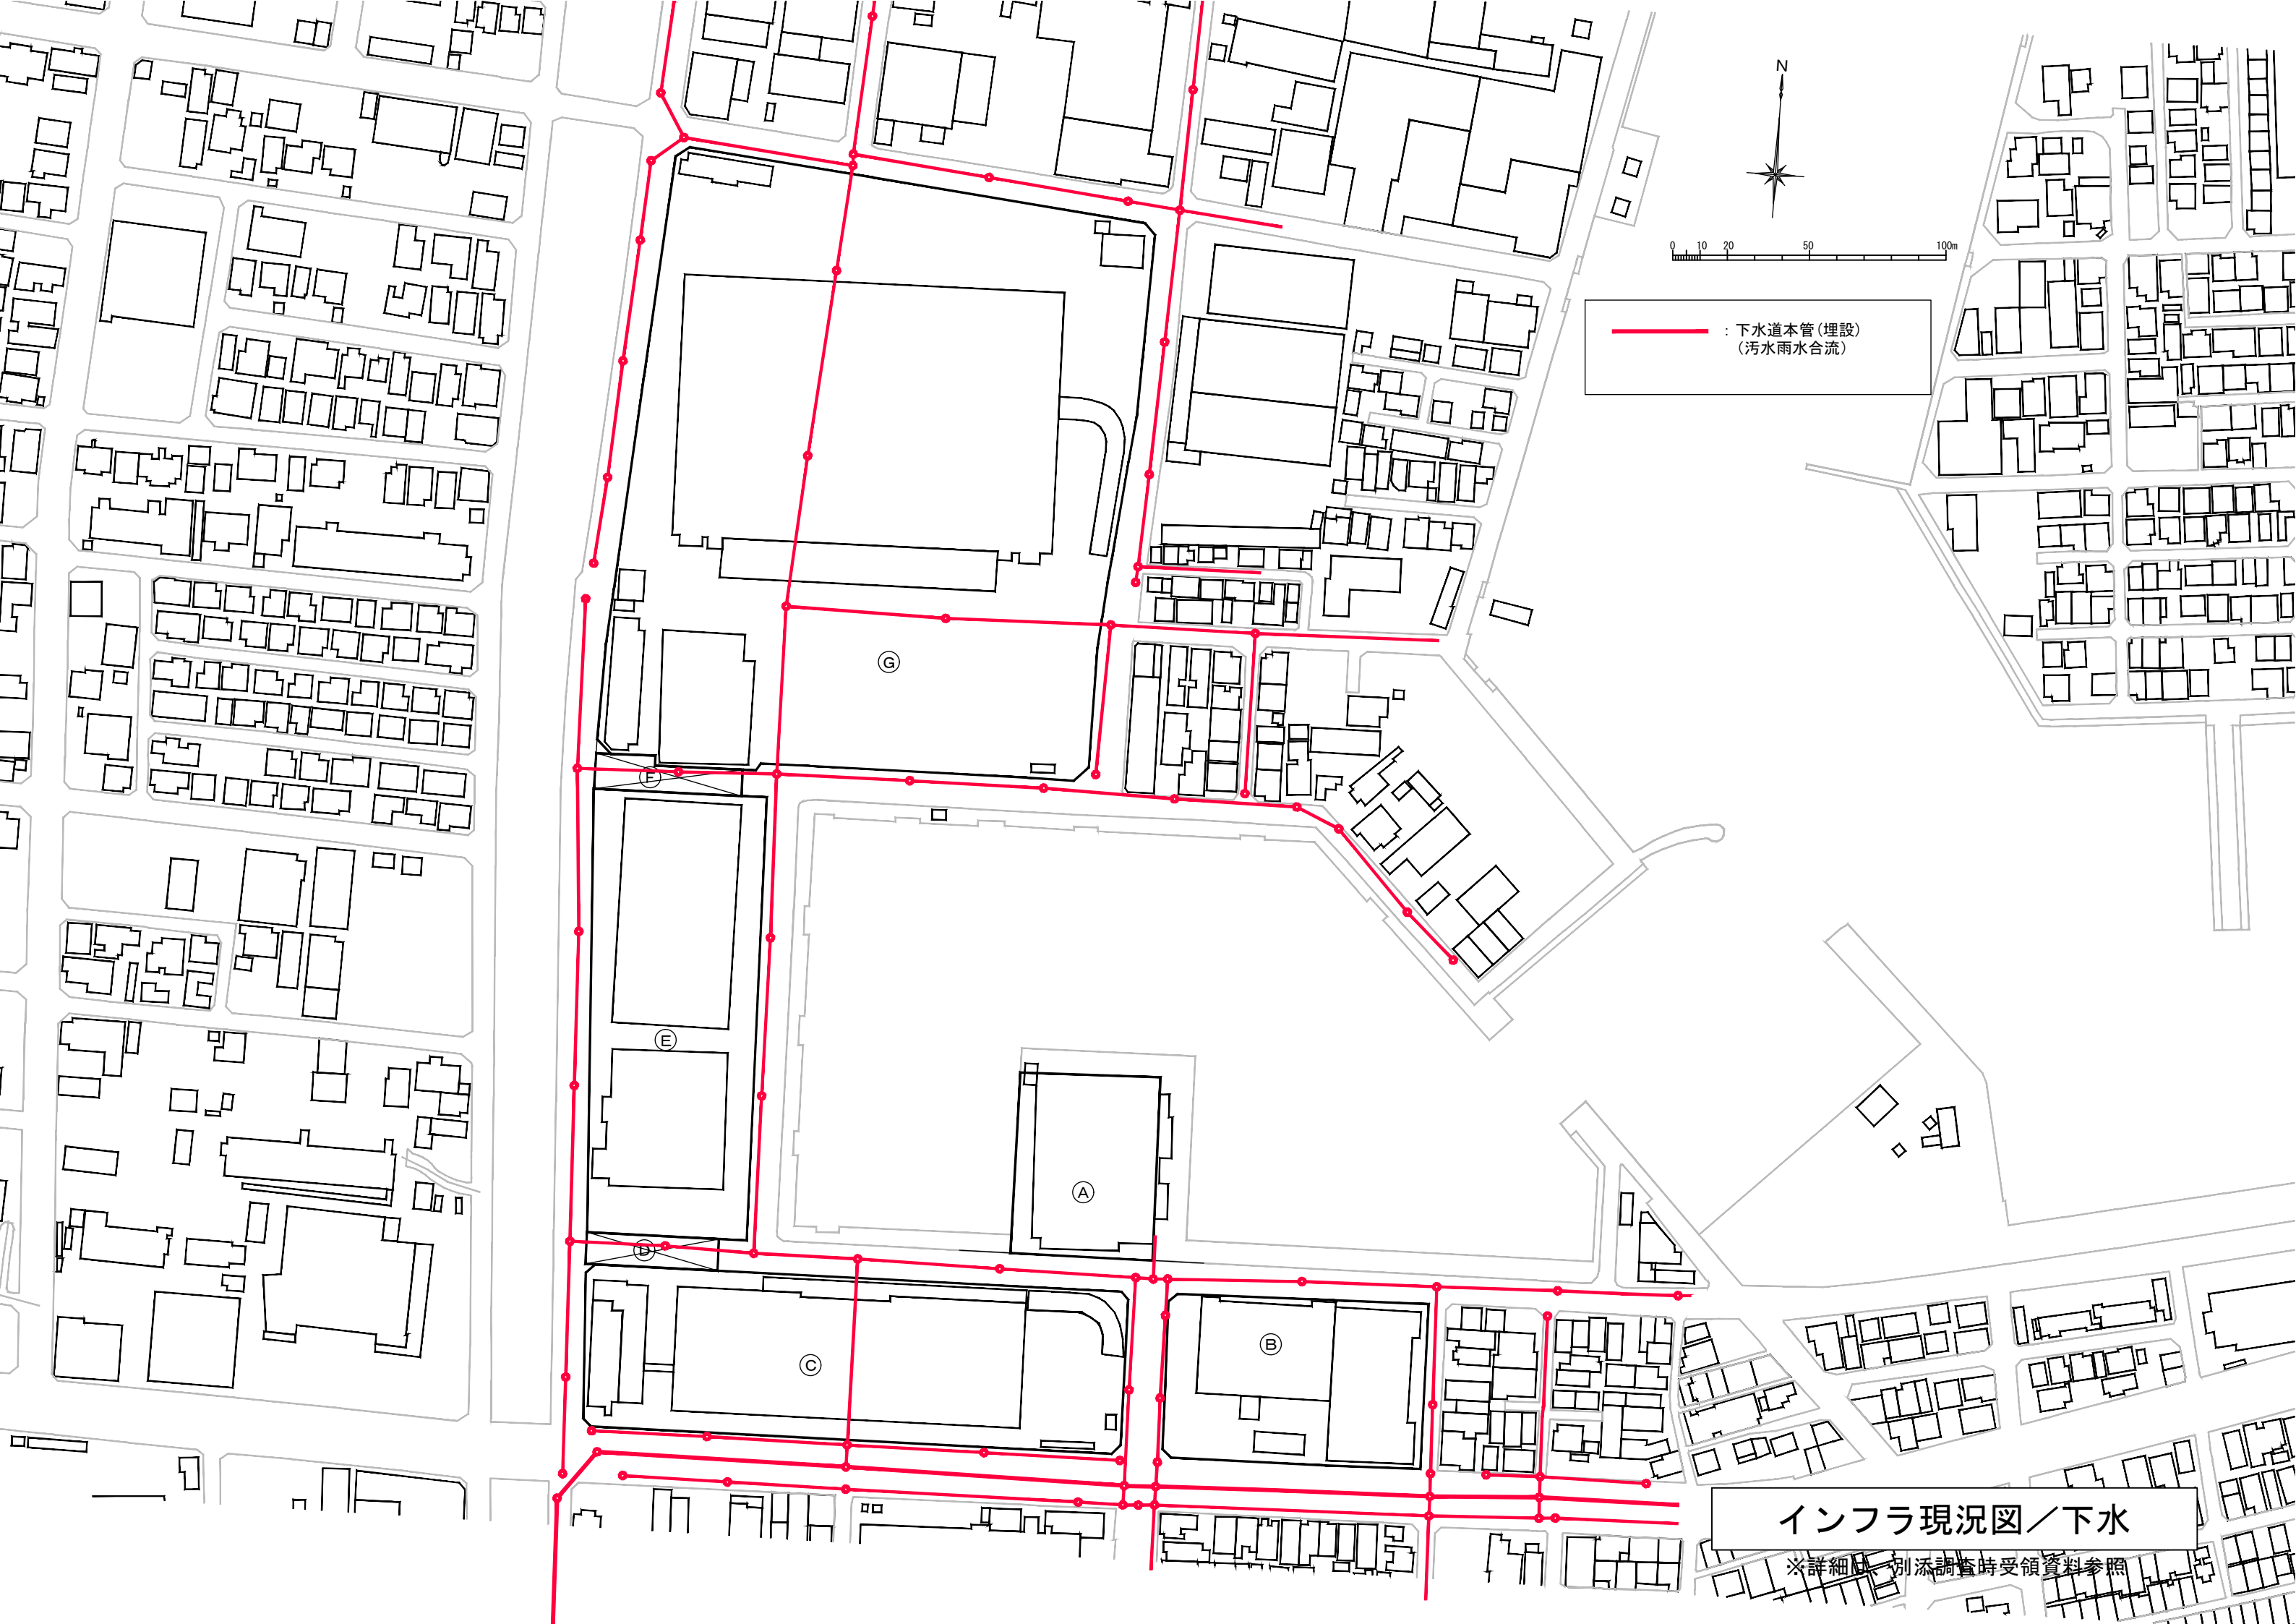 N
0 10 20 50 100m
：下水道本管(埋設)
（汚水雨水合流）
Ⓖ
Ⓕ
Ⓔ
Ⓐ
Ⓓ
Ⓑ
Ⓒ
インフラ現況図／下水
※詳細は、別添調査時受領資料参照